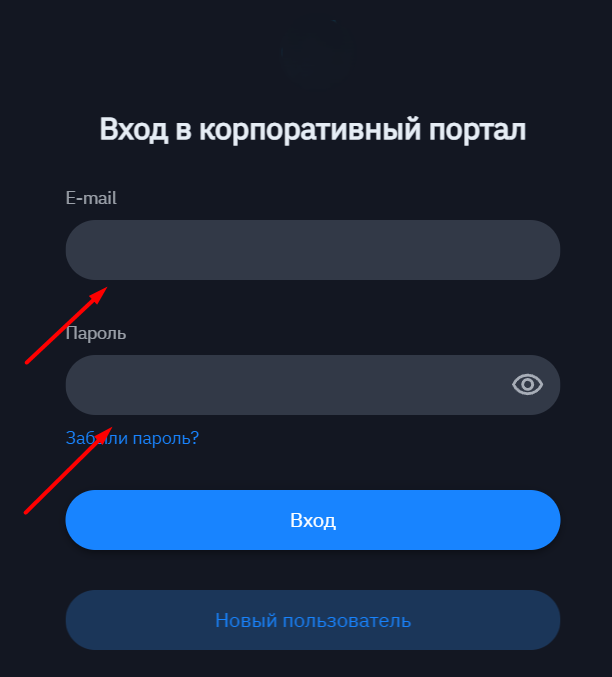 Вход в корпоративный портал
E-mail
Пароль
Забыли пароль?
Вход
Новый пользователь